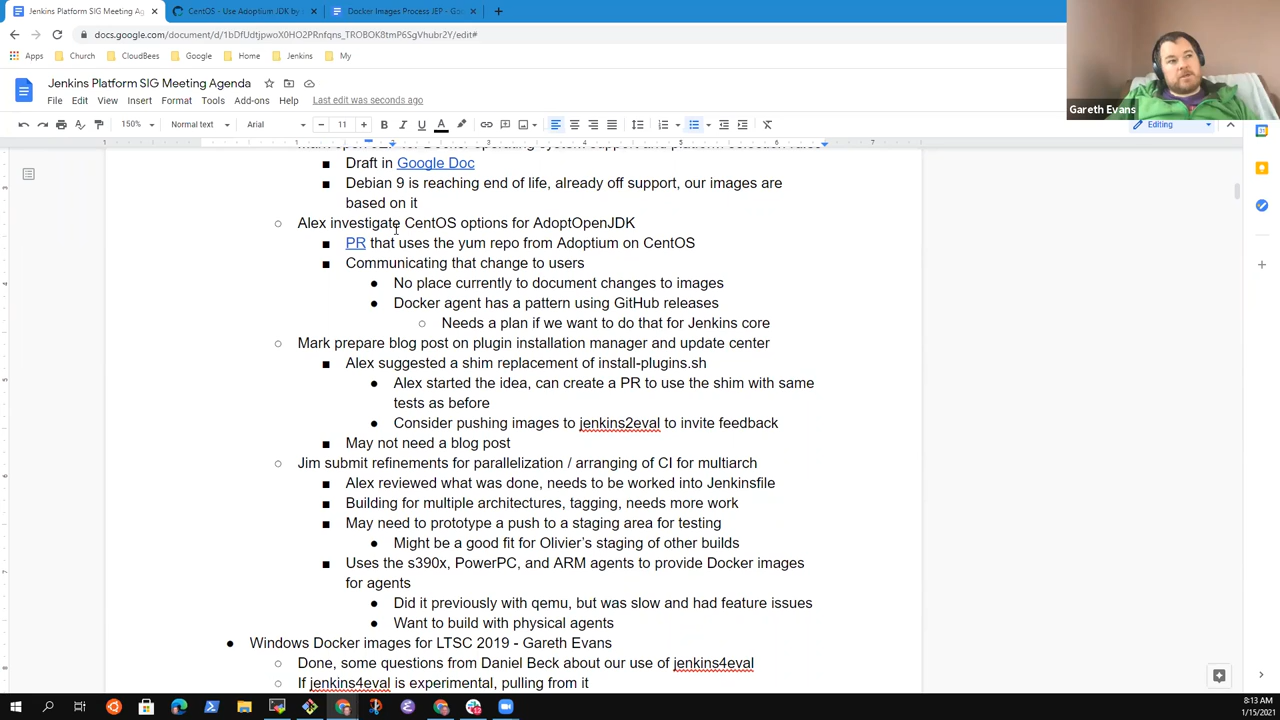 Jenkins Platform SIG Meeting Ag
CentOS - Use Adoptium JDK by
Docker Images Process JEP - Go
docs.google.com/document/d/1bDfUdtjpwoX0HO2PRnfqns_TROBOK8tmP6SgVhubr2Y/edit#
Apps Church CloudBees Google Home Jenkins My
Jenkins Platform SIG Meeting Agenda
File Edit View Insert Format Tools Add-ons Help Last edit was seconds ago
150% Normal text Arial 11 Editing
Gareth Evans
1 1 2 3 4 5 6 7
Draft in Google Doc
Debian 9 is reaching end of life, already off support, our images are
based on it
Alex investigate CentOS options for AdoptOpenJDK
PR that uses the yum repo from Adoptium on CentOS
Communicating that change to users
No place currently to document changes to images
Docker agent has a pattern using GitHub releases
Needs a plan if we want to do that for Jenkins core
Mark prepare blog post on plugin installation manager and update center
Alex suggested a shim replacement of install-plugins.sh
Alex started the idea, can create a PR to use the shim with same
tests as before
Consider pushing images to jenkins2eval to invite feedback
May not need a blog post
Jim submit refinements for parallelization / arranging of CI for multiarch
Alex reviewed what was done, needs to be worked into Jenkinsfile
Building for multiple architectures, tagging, needs more work
May need to prototype a push to a staging area for testing
Might be a good fit for Olivier's staging of other builds
Uses the s390x, PowerPC, and ARM agents to provide Docker images
for agents
Did it previously with qemu, but was slow and had feature issues
Want to build with physical agents
Windows Docker images for LTSC 2019 - Gareth Evans
Done, some questions from Daniel Beck about our use of jenkins4eval
If jenkins4eval is experimental, pulling from it
8:13 AM
1/15/2021